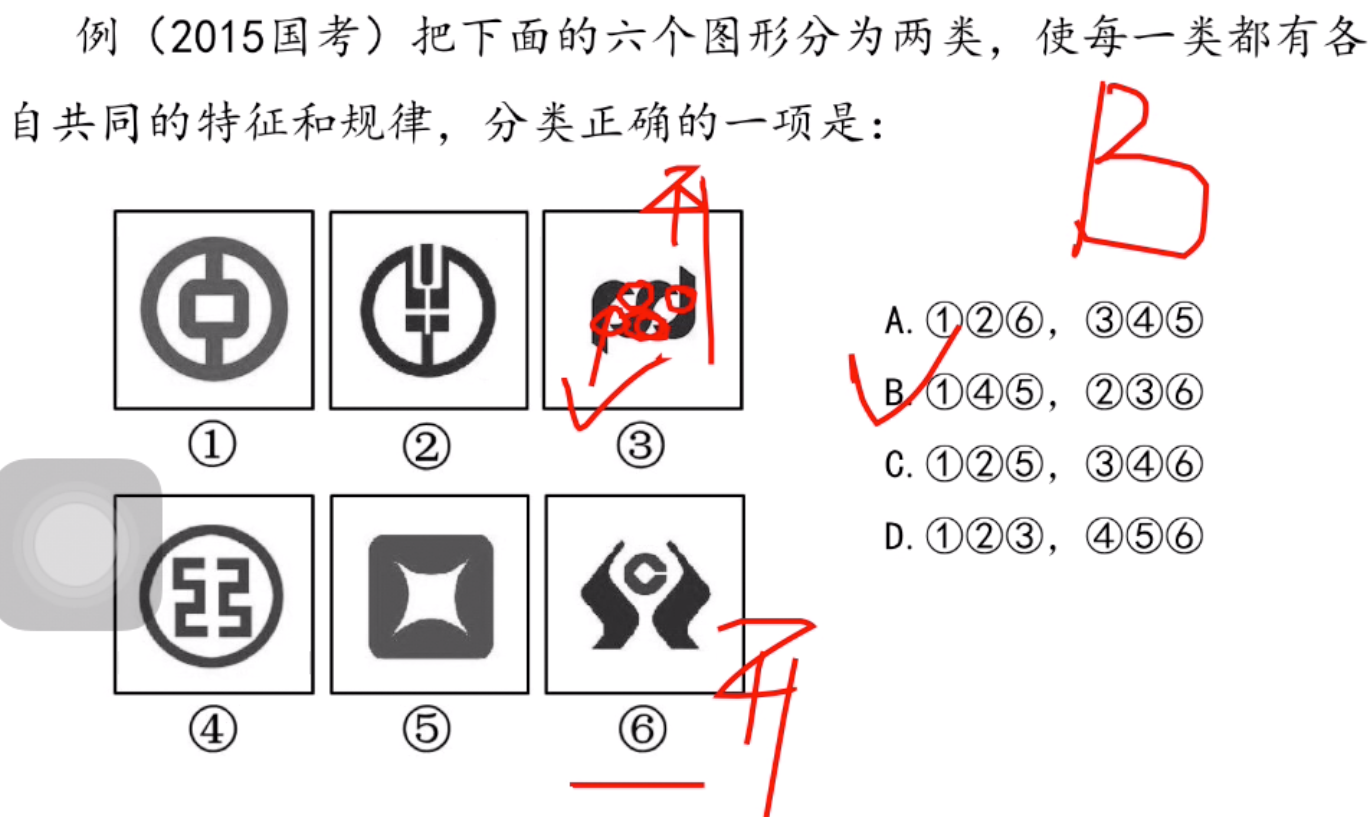 例（2015国考）把下面的六个图形分为两类，使每一类都有各
自共同的特征和规律，分类正确的一项是：
B
①
②
③
④
⑤
⑥
A.①②⑥，③④⑤
B.①④⑤，②③⑥
C.①②⑤，③④⑥
D.①②③，④⑤⑥